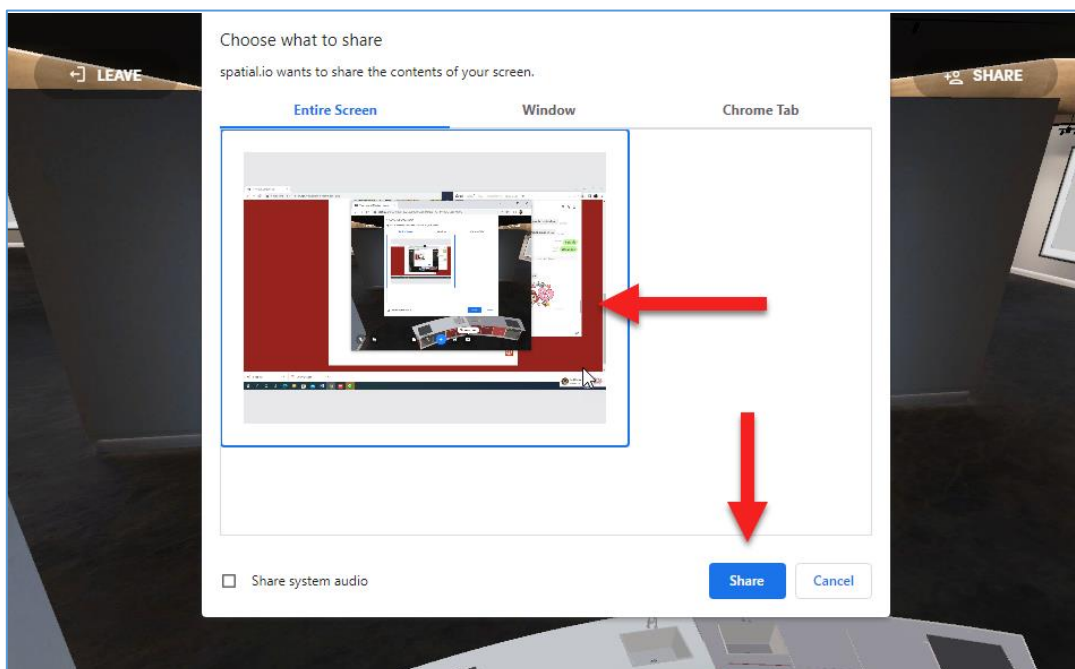 Choose what to share
spatial.io wants to share the contents of your screen.
LEAVE
SHARE
Entire Screen
Window
Chrome Tab
Share system audio
Share
Cancel